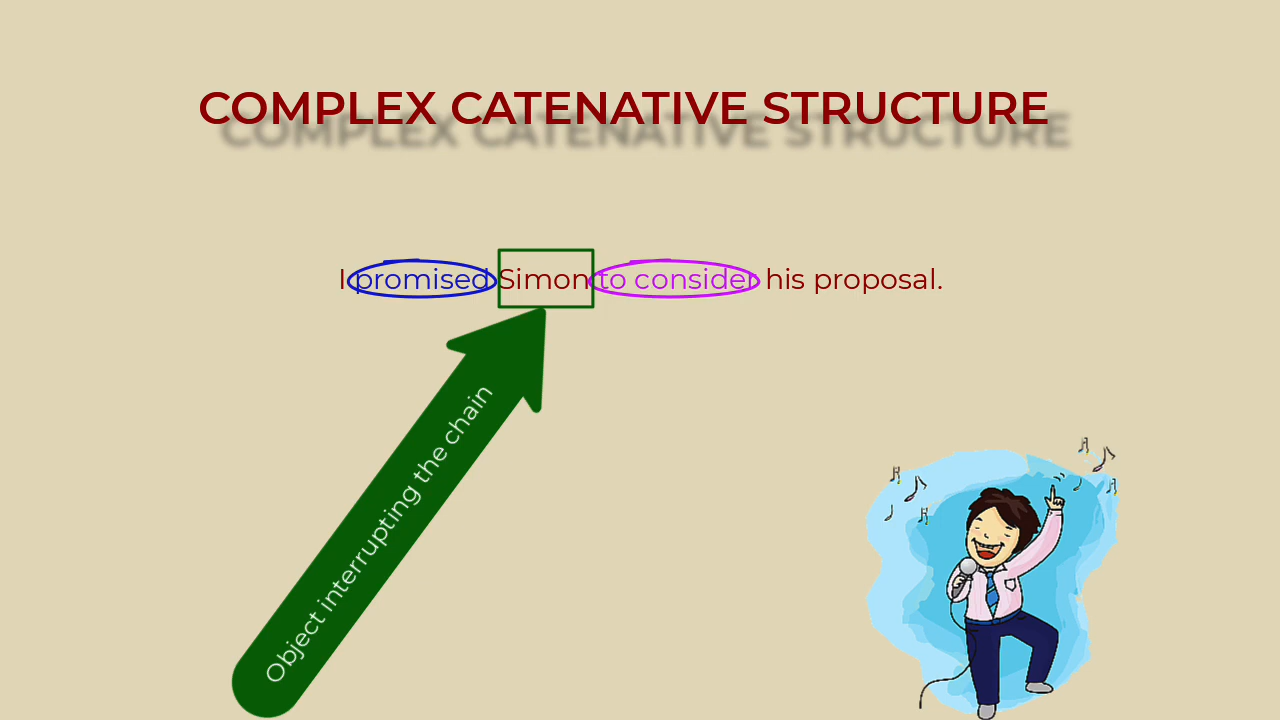 COMPLEX CATENATIVE STRUCTURE
I promised Simon to consider his proposal.
Object interrupting the chain